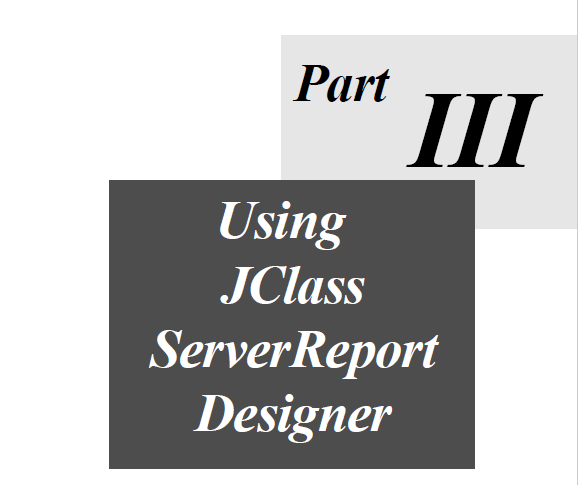 Part III
Using
JClass
ServerReport
Designer